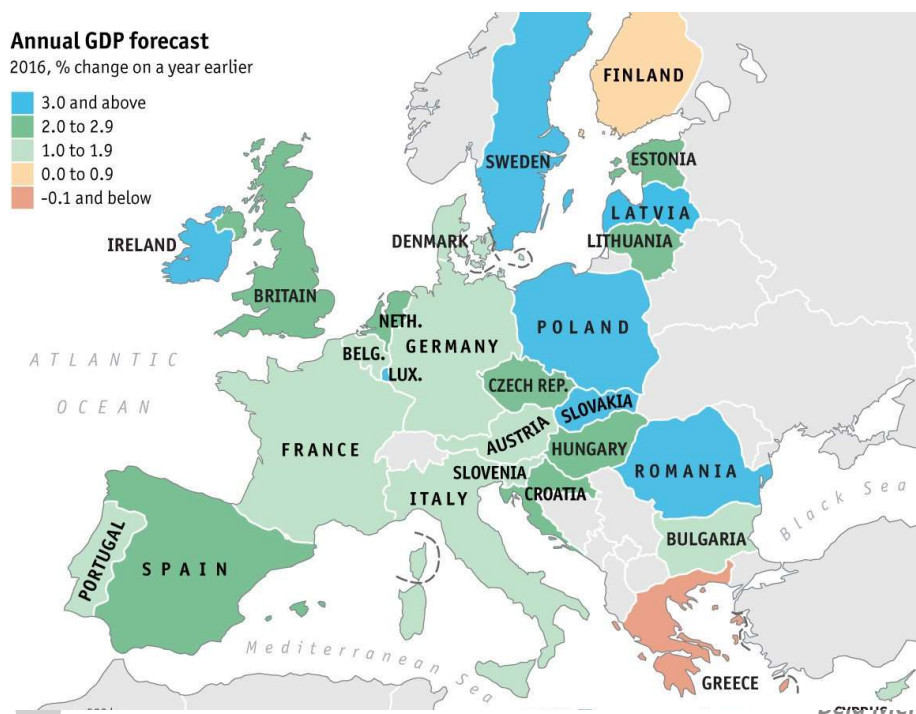 Annual GDP forecast
2016, % change on a year earlier
3.0 and above
2.0 to 2.9
1.0 to 1.9
0.0 to 0.9
-0.1 and below
FINLAND
SWEDEN
ESTONIA
LATVIA
LITHUANIA
IRELAND
DENMARK
BRITAIN
NETH.
POLAND
GERMANY
BELG.
LUX.
ATLANTIC
OCEAN
CZECH REP.
SLOVAKIA
AUSTRIA
HUNGARY
FRANCE
SLOVENIA
ROMANIA
ITALY
CROATIA
Black Sea
BULGARIA
PORTUGAL
SPAIN
Mediterranean Sea
GREECE
CYPRUS